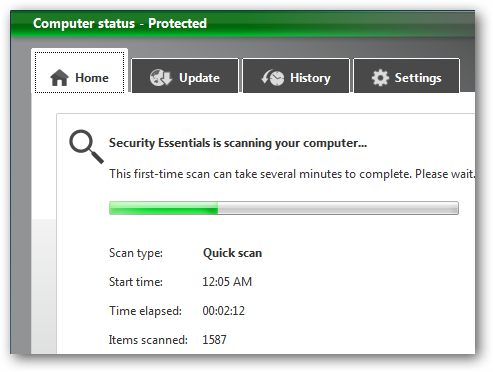 Computer status - Protected
Home Update History Settings
Security Essentials is scanning your computer...
This first-time scan can take several minutes to complete. Please wait.
Scan type: Quick scan
Start time: 12:05 AM
Time elapsed: 00:02:12
Items scanned: 1587